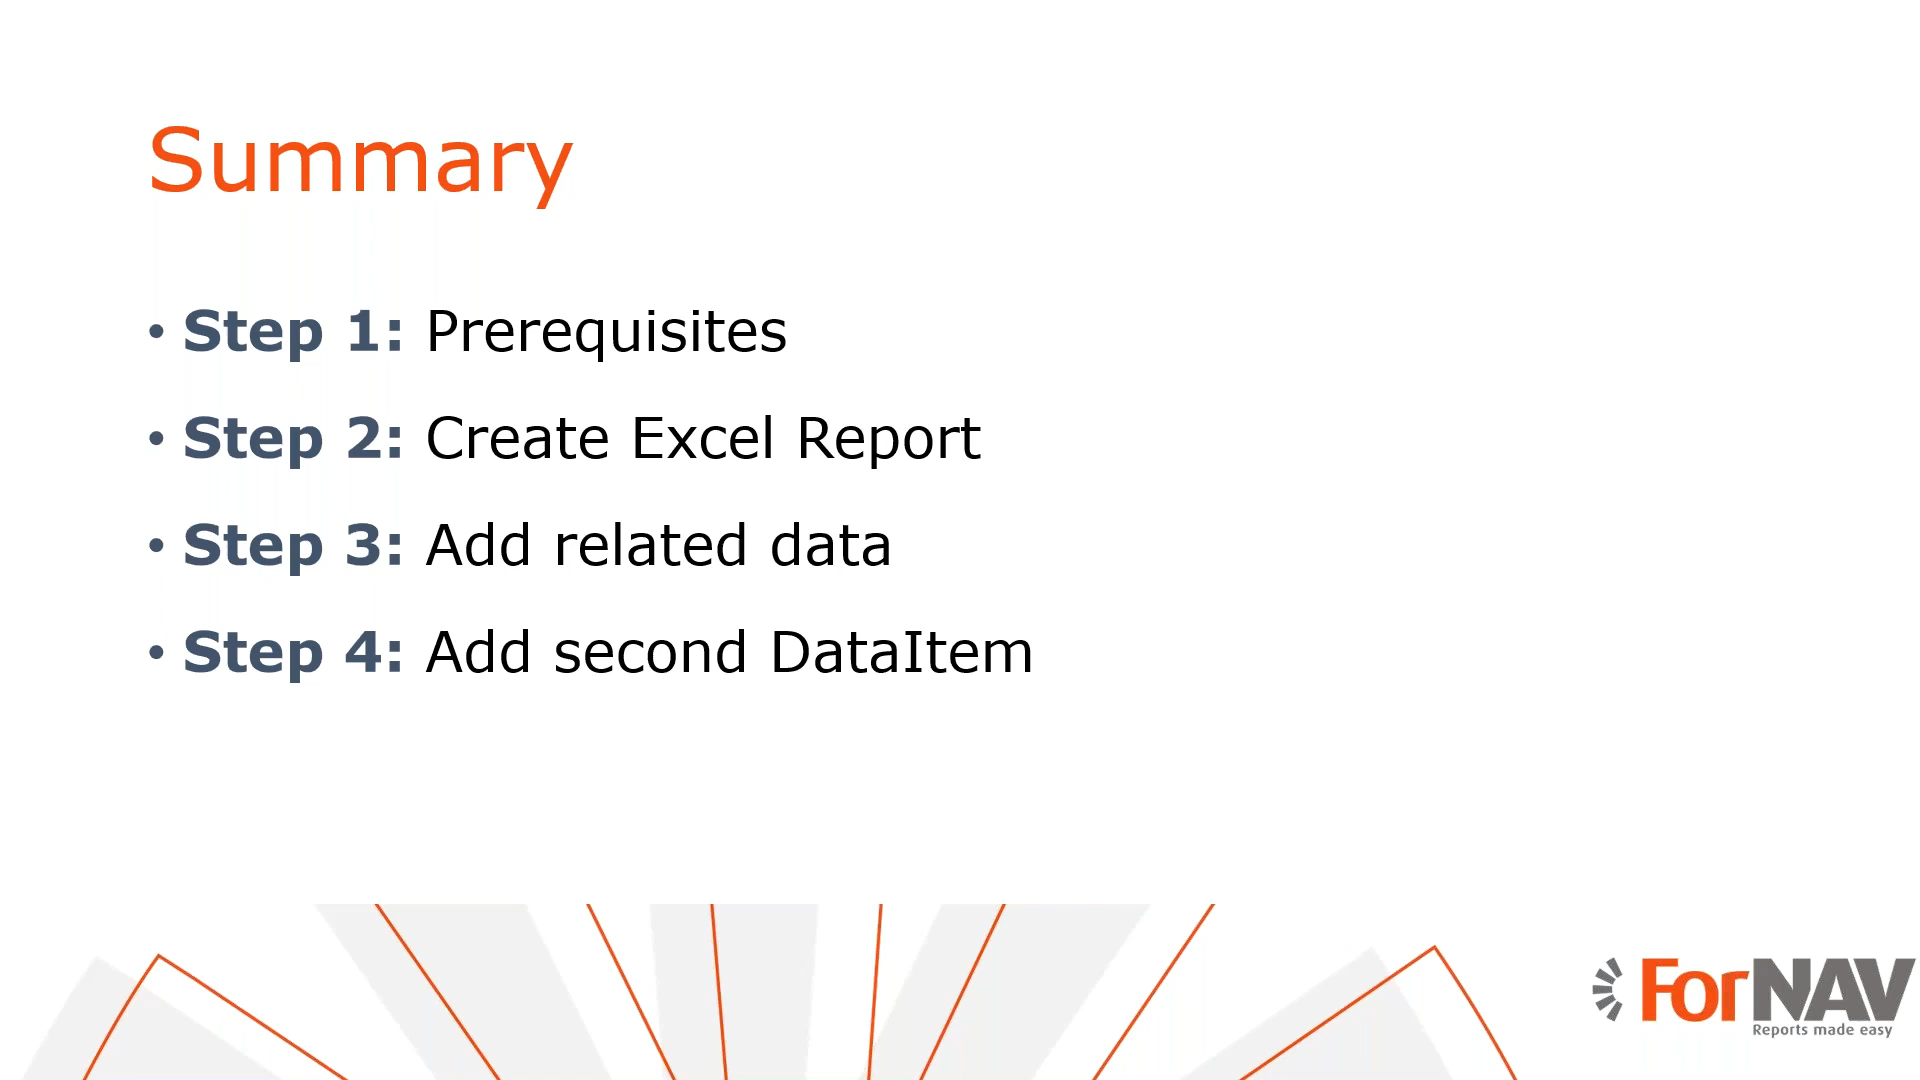 Summary
• Step 1: Prerequisites
• Step 2: Create Excel Report
• Step 3: Add related data
• Step 4: Add second DataItem
ForNAV
Reports made easy